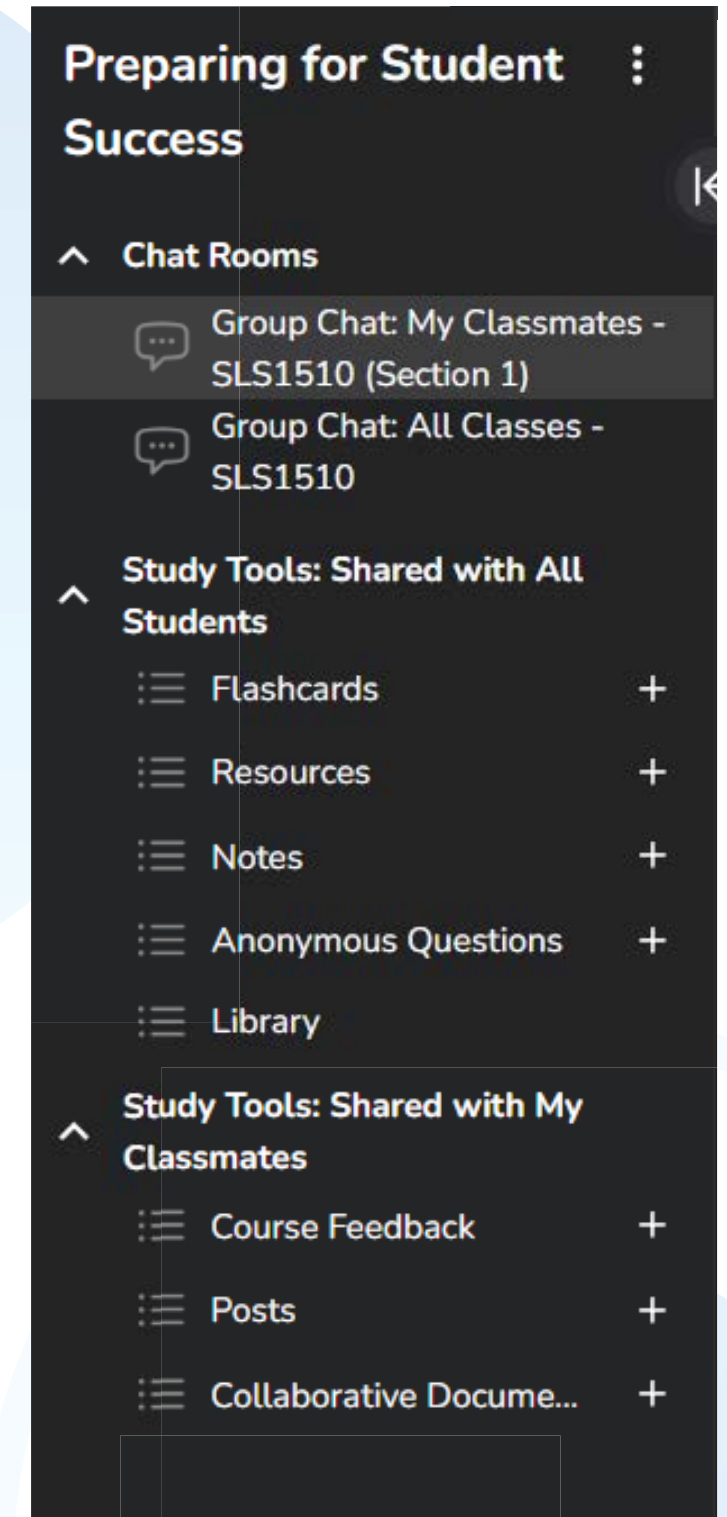 Preparing for Student
Success
Chat Rooms
Group Chat: My Classmates -
SLS1510 (Section 1)
Group Chat: All Classes -
SLS1510
Study Tools: Shared with All
Students
Flashcards +
Resources +
Notes +
Anonymous Questions +
Library
Study Tools: Shared with My
Classmates
Course Feedback +
Posts +
Collaborative Docume... +